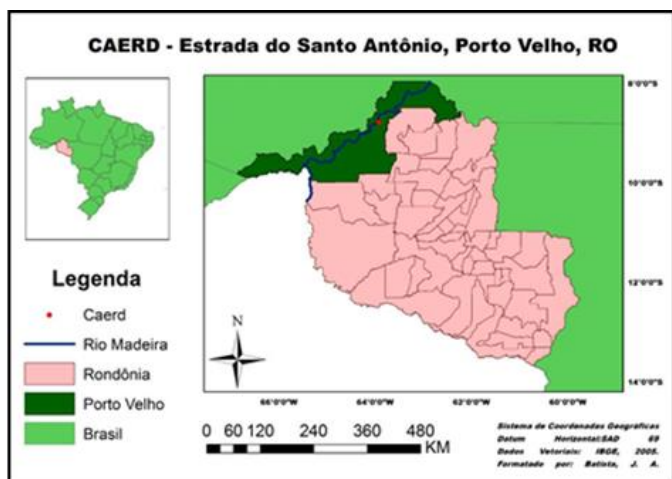 CAERD - Estrada do Santo Antônio, Porto Velho, RO
8°0'0"S
10°0'0"S
12°0'0"S
14°0'0"S
66°0'0"W 64°0'0"W 62°0'0"W 60°0'0"W
Legenda
Caerd
Rio Madeira
Rondônia
Porto Velho
Brasil
N
0 60 120 240 360 480
KM
Sistema de Coordenadas Geográficas
Datum Horizontal:SAD 69
Dados Vetoriais: IBGE, 2005.
Formatado por: Batista, J. A.